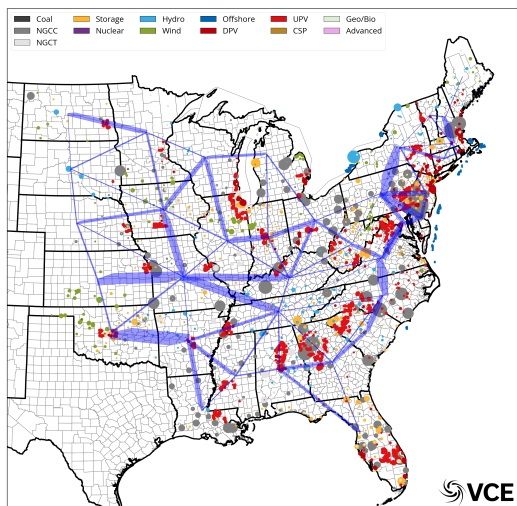 Coal Storage Hydro Offshore UPV Geo/Bio
NGCC Nuclear Wind DPV CSP Advanced
NGCT
VCE